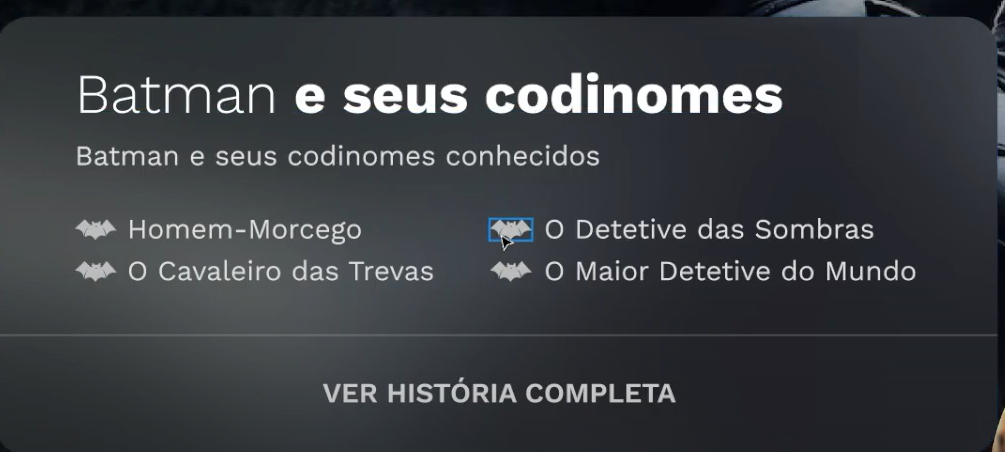 Batman e seus codinomes
Batman e seus codinomes conhecidos
Homem-Morcego
O Cavaleiro das Trevas
O Detetive das Sombras
O Maior Detetive do Mundo
VER HISTÓRIA COMPLETA